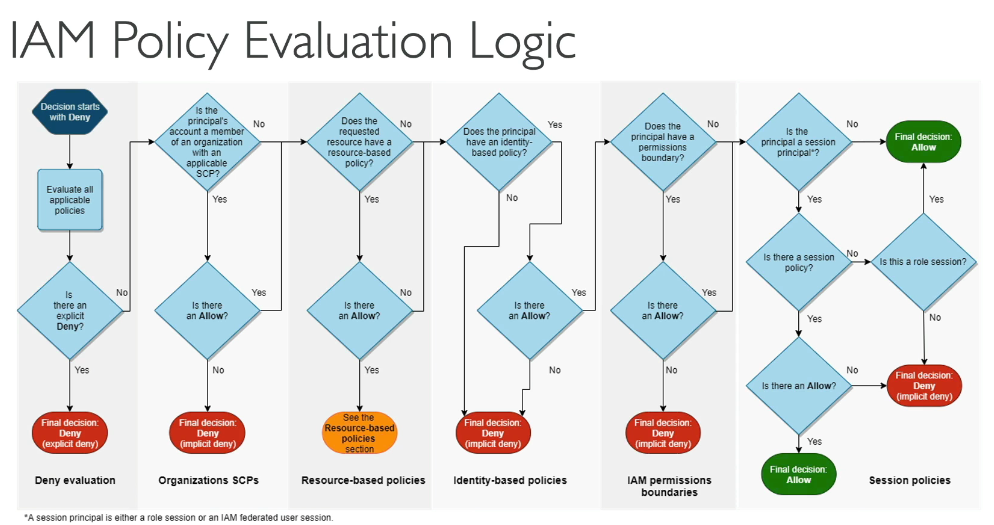 IAM Policy Evaluation Logic
Decision starts
with Deny
Evaluate all
applicable
policies
Is
there an
explicit
Deny?
No
Yes
Final decision:
Deny
(explicit deny)
Deny evaluation
Is the
principal's
account a member
of an organization
with an
applicable
SCP?
No
Yes
Is there
an Allow?
Yes
No
Final decision:
Deny
(implicit deny)
Organizations SCPs
Does the
requested
resource have a
resource-based
policy?
No
Yes
Is there
an Allow?
No
Yes
See the
Resource-based
policies
section
Resource-based policies
Does the principal
have an identity-
based policy?
Yes
No
Is there
an Allow?
Yes
No
Final decision:
Deny
(implicit deny)
Identity-based policies
Does the
principal have a
permissions
boundary?
No
Yes
Is there
an Allow?
Yes
No
Final decision:
Deny
(implicit deny)
IAM permissions
boundaries
Is the
principal a session
principal*?
No
Final decision:
Allow
Yes
Yes
Is there a session
policy?
No
Is this a role session?
Yes
No
Is there an Allow?
No
Final decision:
Deny
(implicit deny)
Yes
Final decision:
Allow
Session policies
*A session principal is either a role session or an IAM federated user session.